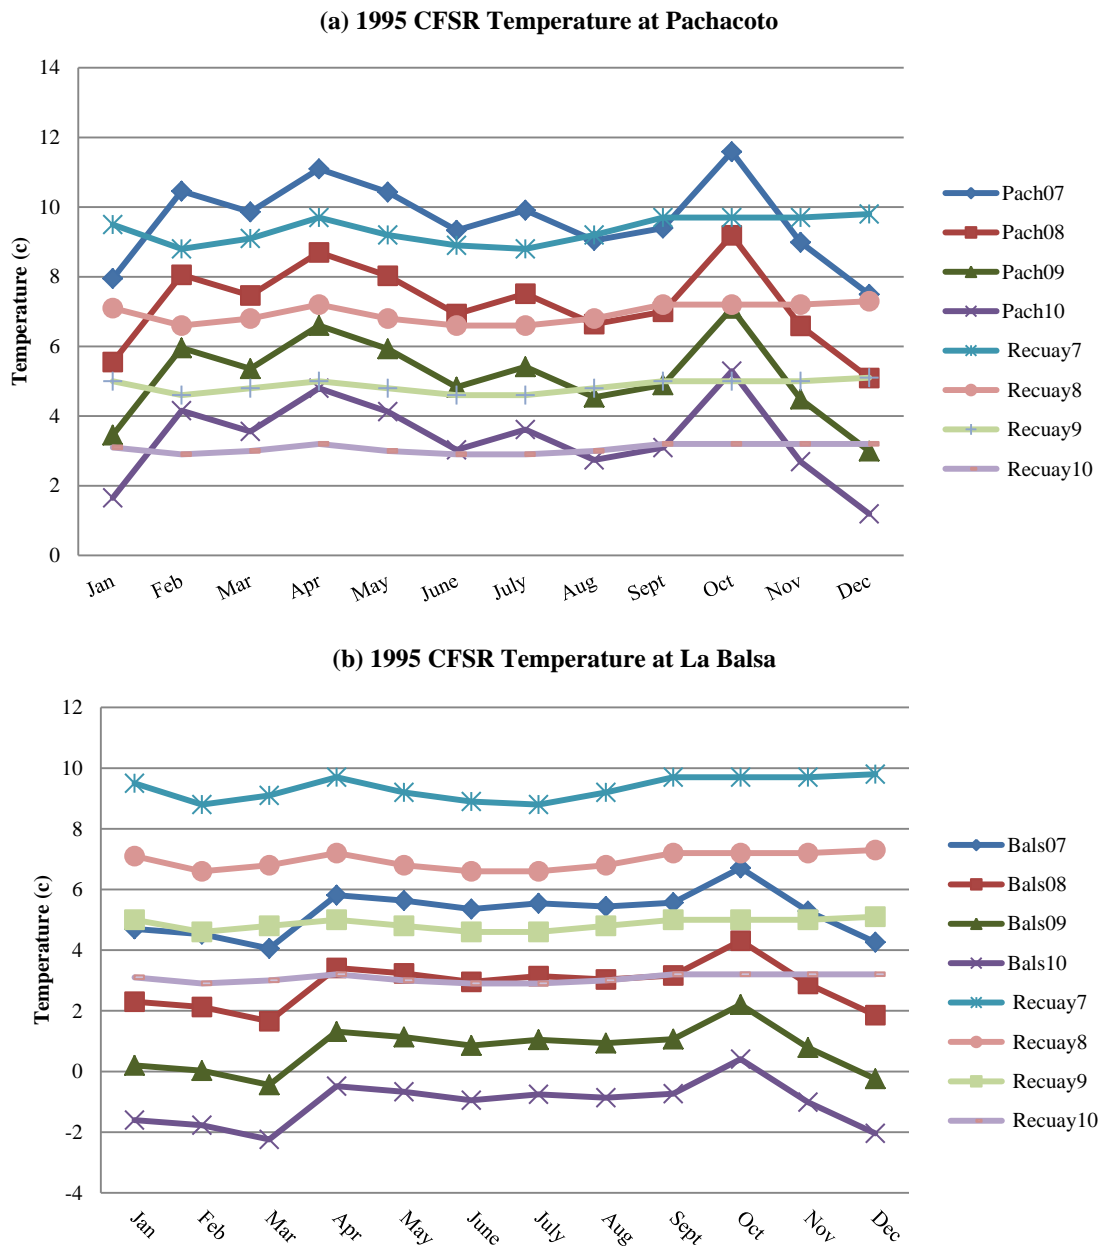 (a) 1995 CFSR Temperature at Pachacoto
14
12
10
8
6
4
2
0
Temperature (c)
Jan Feb Mar Apr May June July Aug Sept Oct Nov Dec
Pach07
Pach08
Pach09
Pach10
Recuay7
Recuay8
Recuay9
Recuay10
(b) 1995 CFSR Temperature at La Balsa
12
10
8
6
4
2
0
-2
-4
Temperature (c)
Jan Feb Mar Apr May June July Aug Sept Oct Nov Dec
Bals07
Bals08
Bals09
Bals10
Recuay7
Recuay8
Recuay9
Recuay10